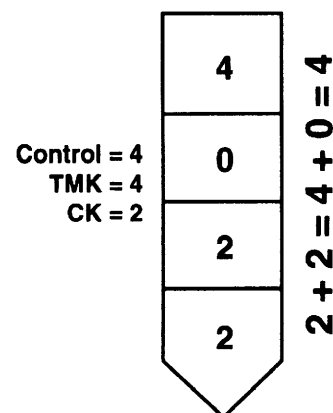 4
Control = 4
TMK = 4
CK = 2
0
2
2
2 + 2 = 4 + 0 = 4